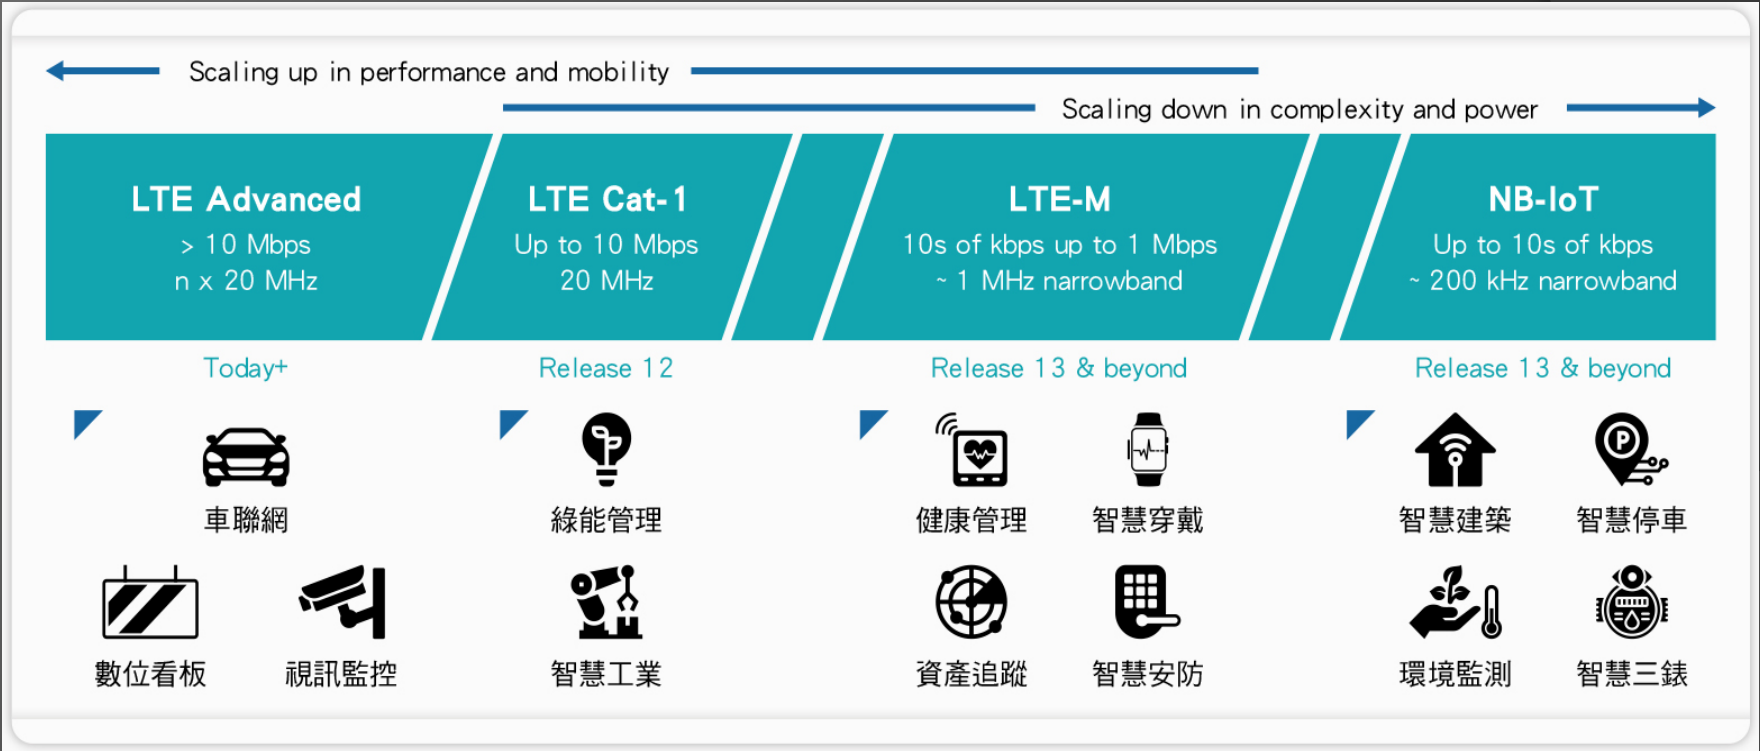 Scaling up in performance and mobility
Scaling down in complexity and power
LTE Advanced
> 10 Mbps
n x 20 MHz
LTE Cat-1
Up to 10 Mbps
20 MHz
LTE-M
10s of kbps up to 1 Mbps
~ 1 MHz narrowband
NB-IoT
Up to 10s of kbps
~ 200 kHz narrowband
Today+
Release 12
Release 13 & beyond
Release 13 & beyond
車聯網
數位看板
視訊監控
綠能管理
智慧工業
健康管理
智慧穿戴
資產追蹤
智慧安防
智慧建築
P
智慧停車
環境監測
智慧三錶